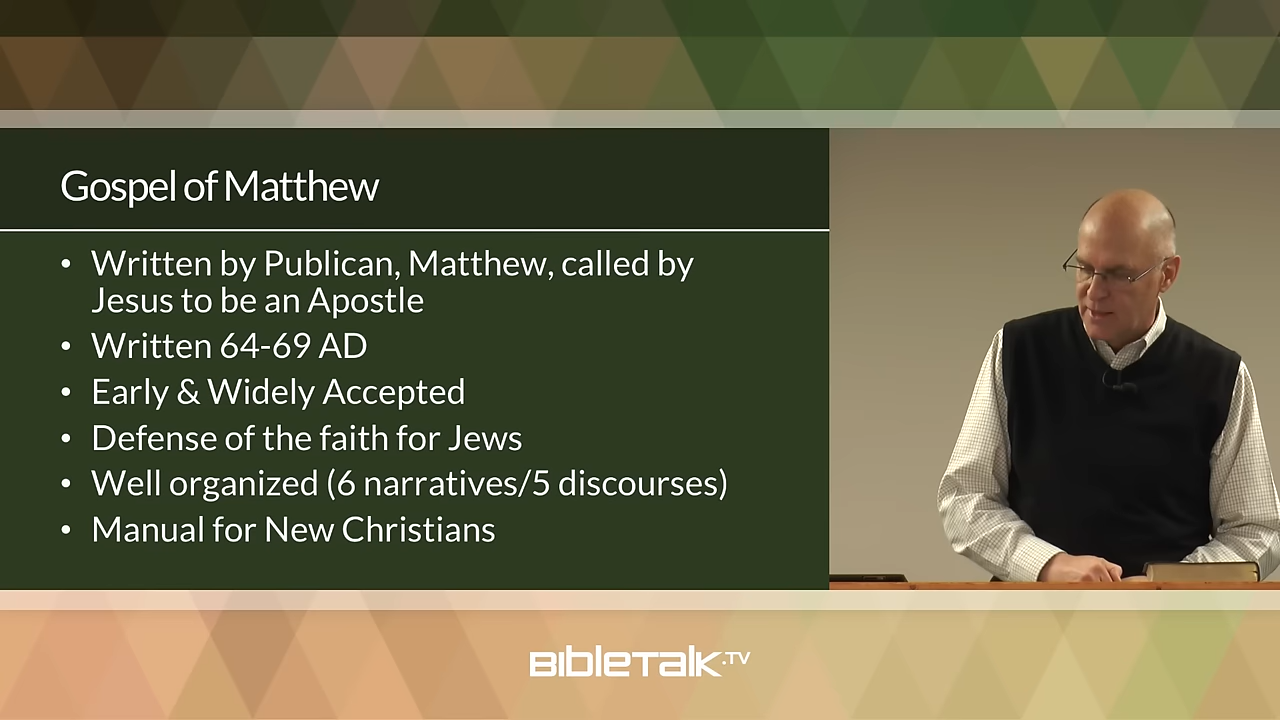 Gospel of Matthew
• Written by Publican, Matthew, called by
Jesus to be an Apostle
• Written 64-69 AD
• Early & Widely Accepted
• Defense of the faith for Jews
• Well organized (6 narratives/5 discourses)
• Manual for New Christians
BIBLETALK.TV